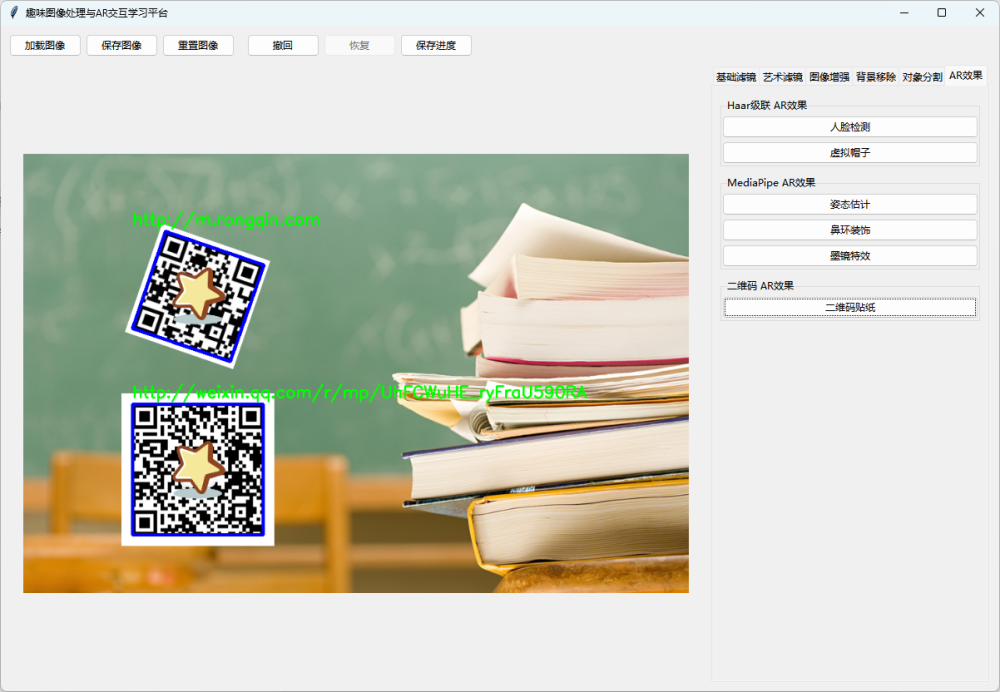 趣味图像处理与AR交互学习平台
加载图像 保存图像 重置图像 撤回 恢复 保存进度
基础滤镜 艺术滤镜 图像增强 背景移除 对象分割 AR效果
Haar级联 AR效果
人脸检测
虚拟帽子
MediaPipe AR效果
姿态估计
鼻环装饰
墨镜特效
二维码 AR效果
二维码贴纸
http://m.rongqin.com
http://weixin.qq.com/r/mp/UhFCWuHE_ryFraU590RA